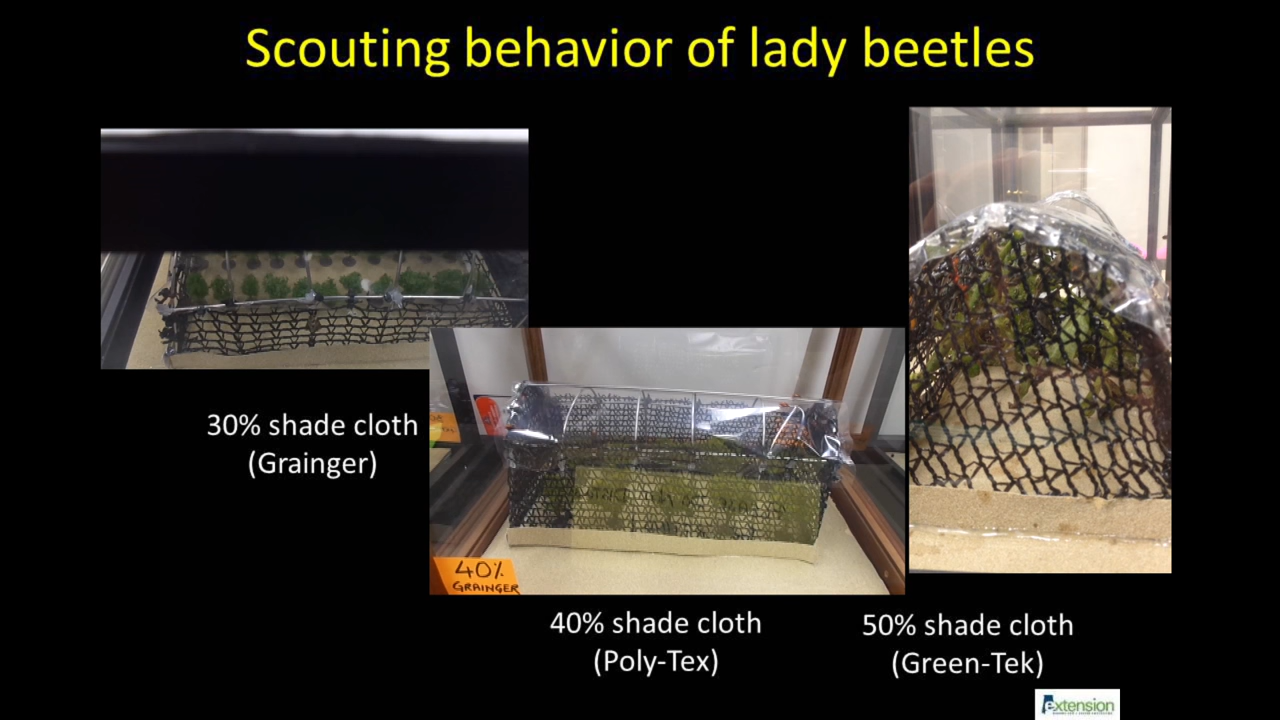 Scouting behavior of lady beetles
30% shade cloth
(Grainger)
40%
GRAINGER
40% shade cloth
(Poly-Tex)
50% shade cloth
(Green-Tek)
extension